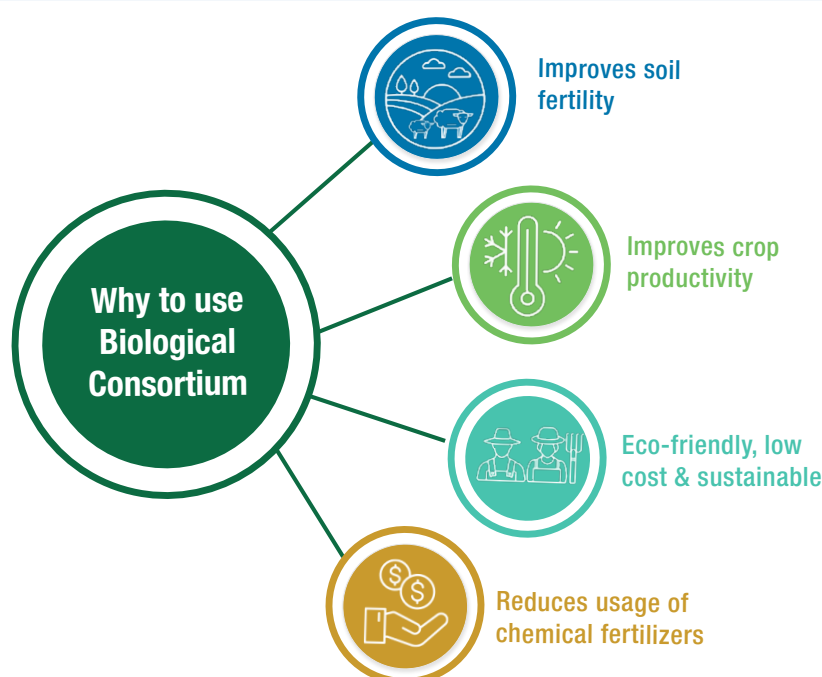 Why to use
Biological
Consortium
Improves soil
fertility
Improves crop
productivity
Eco-friendly, low
cost & sustainable
Reduces usage of
chemical fertilizers
$
$